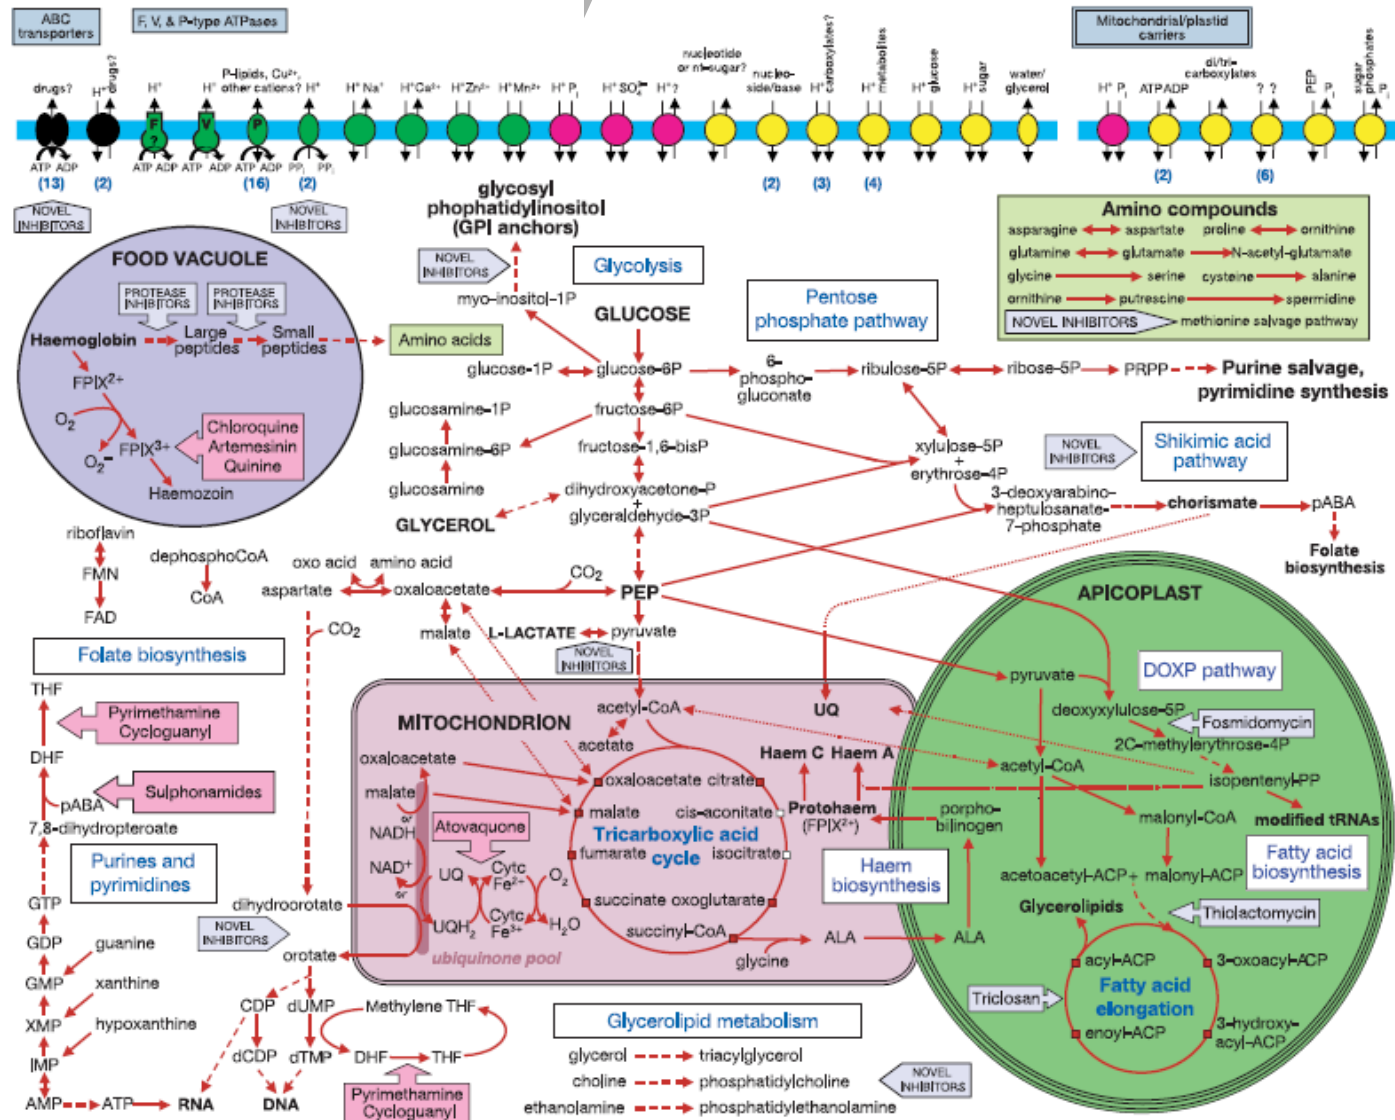 ABC
transporters
F, V, & P-type ATPases
Mitochondrial/plastid
carriers
drugs?
H⁺
drugs?
H⁺
P-lipids, Cu²⁺,
other cations?
H⁺
H⁺
H⁺ Na⁺
H⁺ Ca²⁺
H⁺ Zn²⁺
H⁺ Mn²⁺
H⁺ Pᵢ
H⁺ SO₄²⁻
H⁺ ?
nucleotide
or nt-sugar?
nucleo-
side/base
H⁺
carboxylates?
H⁺
metabolites
H⁺
glucose
H⁺
sugar
water/
glycerol
H⁺ Pᵢ
ATP ADP
di/tri-
carboxylates
? ?
PEP
Pᵢ
sugar
phosphates
Pᵢ
F
?
V
P
ATP ADP
ATP ADP
ATP ADP
ATP ADP
PPᵢ PPᵢ
(13)
(2)
(16)
(2)
(2)
(3)
(4)
(2)
(6)
NOVEL
INHIBITORS
NOVEL
INHIBITORS
FOOD VACUOLE
PROTEASE
INHIBITORS
PROTEASE
INHIBITORS
Haemoglobin
Large
peptides
Small
peptides
Amino acids
FPIX²⁺
O₂
O₂⁻
FPIX³⁺
Chloroquine
Artemesinin
Quinine
Haemozoin
glycosyl
phophatidylinositol
(GPI anchors)
NOVEL
INHIBITORS
Glycolysis
myo-inositol-1P
GLUCOSE
glucose-1P
glucose-6P
6-
phospho-
gluconate
ribulose-5P
ribose-5P
PRPP
Purine salvage,
pyrimidine synthesis
Pentose
phosphate pathway
Amino compounds
asparagine
aspartate
proline
ornithine
glutamine
glutamate
N-acetyl-glutamate
glycine
serine
cysteine
alanine
ornithine
putrescine
spermidine
NOVEL INHIBITORS
methionine salvage pathway
glucosamine-1P
fructose-6P
glucosamine-6P
fructose-1,6-bisP
glucosamine
dihydroxyacetone-P
+
glyceraldehyde-3P
GLYCEROL
xylulose-5P
+
erythrose-4P
NOVEL
INHIBITORS
Shikimic acid
pathway
3-deoxyarabino-
heptulosanate-
7-phosphate
chorismate
pABA
Folate
biosynthesis
riboflavin
FMN
FAD
dephosphoCoA
CoA
oxo acid
amino acid
aspartate
oxaloacetate
CO₂
PEP
CO₂
malate
L-LACTATE
pyruvate
NOVEL
INHIBITORS
Folate biosynthesis
THF
Pyrimethamine
Cycloguanyl
DHF
Sulphonamides
pABA
7,8-dihydropteroate
Purines and
pyrimidines
GTP
GDP
guanine
GMP
xanthine
XMP
hypoxanthine
IMP
AMP
ATP
RNA
DNA
dihydroorotate
NOVEL
INHIBITORS
orotate
CDP
dUMP
dCDP
dTMP
Methylene THF
DHF
THF
Pyrimethamine
Cycloguanyl
MITOCHONDRION
acetyl-CoA
acetate
oxaloacetate
malate
or
NADH
NAD⁺
or
Atovaquone
UQ
Cytc
Fe²⁺
O₂
UQH₂
Cytc
Fe³⁺
H₂O
ubiquinone pool
oxaloacetate
citrate
malate
cis-aconitate
Tricarboxylic acid
cycle
fumarate
isocitrate
succinate
oxoglutarate
succinyl-CoA
glycine
ALA
UQ
Haem C
Haem A
Protohaem
(FPIX²⁺)
Haem
biosynthesis
APICOPLAST
DOXP pathway
pyruvate
deoxyxylulose-5P
Fosmidomycin
2C-methylerythrose-4P
acetyl-CoA
isopentenyl-PP
porpho-
bilinogen
malonyl-CoA
modified tRNAs
Fatty acid
biosynthesis
acetoacetyl-ACP
+
malonyl-ACP
Glycerolipids
Thiolactomycin
ALA
acyl-ACP
3-oxoacyl-ACP
Triclosan
Fatty acid
elongation
enoyl-ACP
3-hydroxy-
acyl-ACP
Glycerolipid metabolism
glycerol
triacylglycerol
choline
phosphatidylcholine
ethanolamine
phosphatidylethanolamine
NOVEL
INHIBITORS